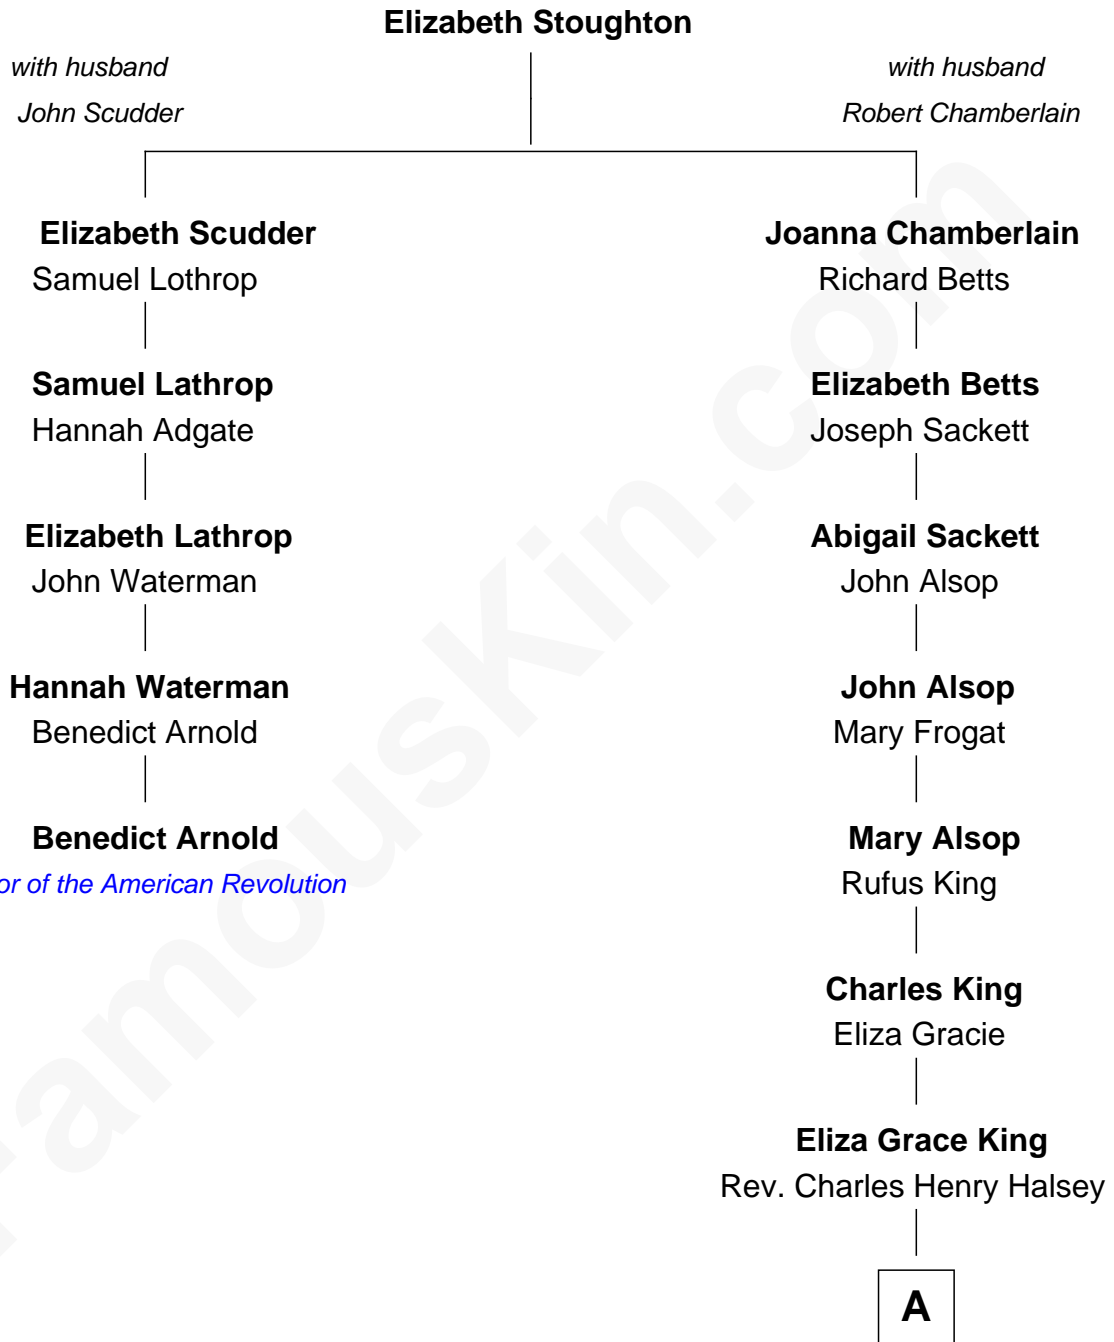 Elizabeth Stoughton
with husband
John Scudder
with husband
Robert Chamberlain
Elizabeth Scudder
Samuel Lothrop
Joanna Chamberlain
Richard Betts
Samuel Lathrop
Hannah Adgate
Elizabeth Betts
Joseph Sackett
Elizabeth Lathrop
John Waterman
Abigail Sackett
John Alsop
Hannah Waterman
Benedict Arnold
John Alsop
Mary Frogat
Benedict Arnold
or of the American Revolution
Mary Alsop
Rufus King
Charles King
Eliza Gracie
Eliza Grace King
Rev. Charles Henry Halsey
A
FamousKin.com